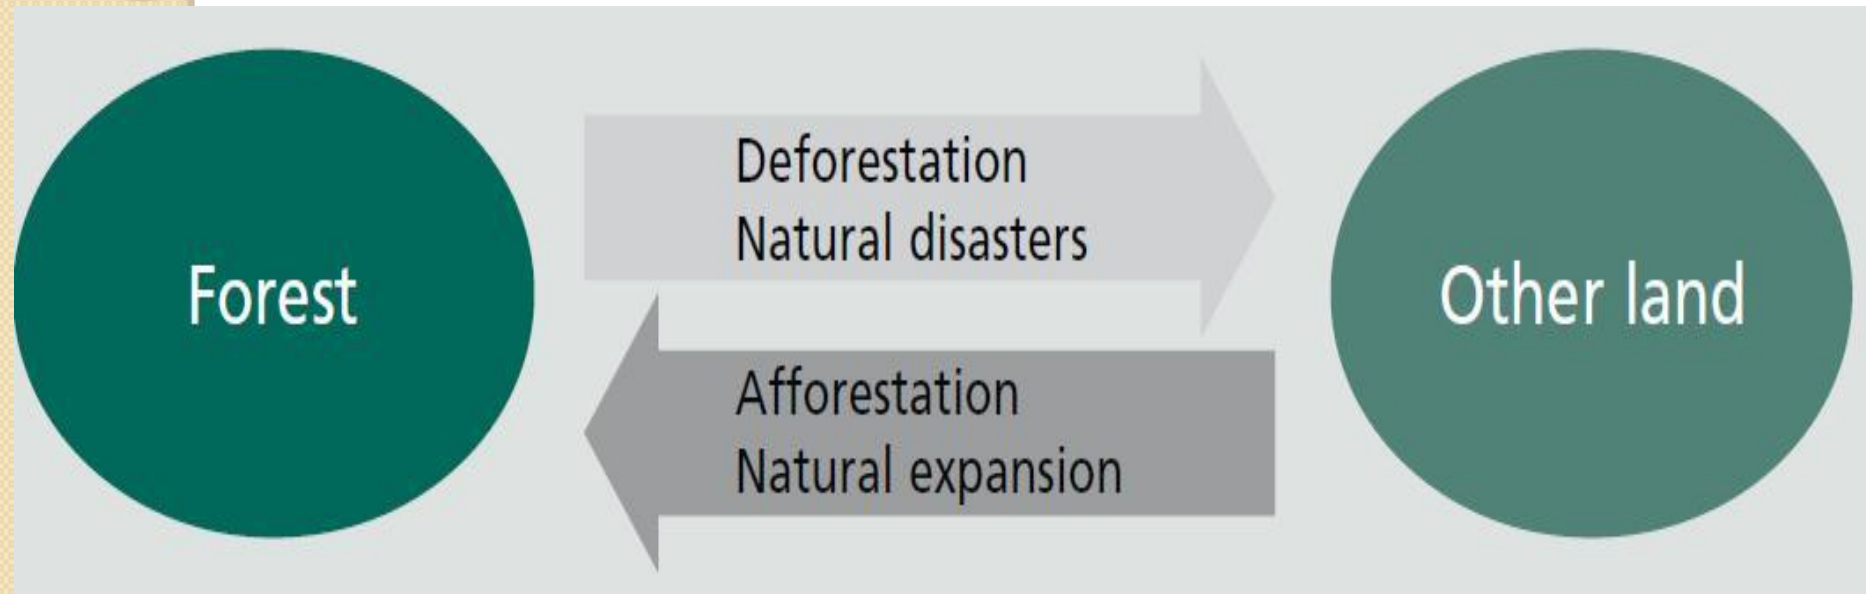 Forest
Deforestation
Natural disasters
Afforestation
Natural expansion
Other land